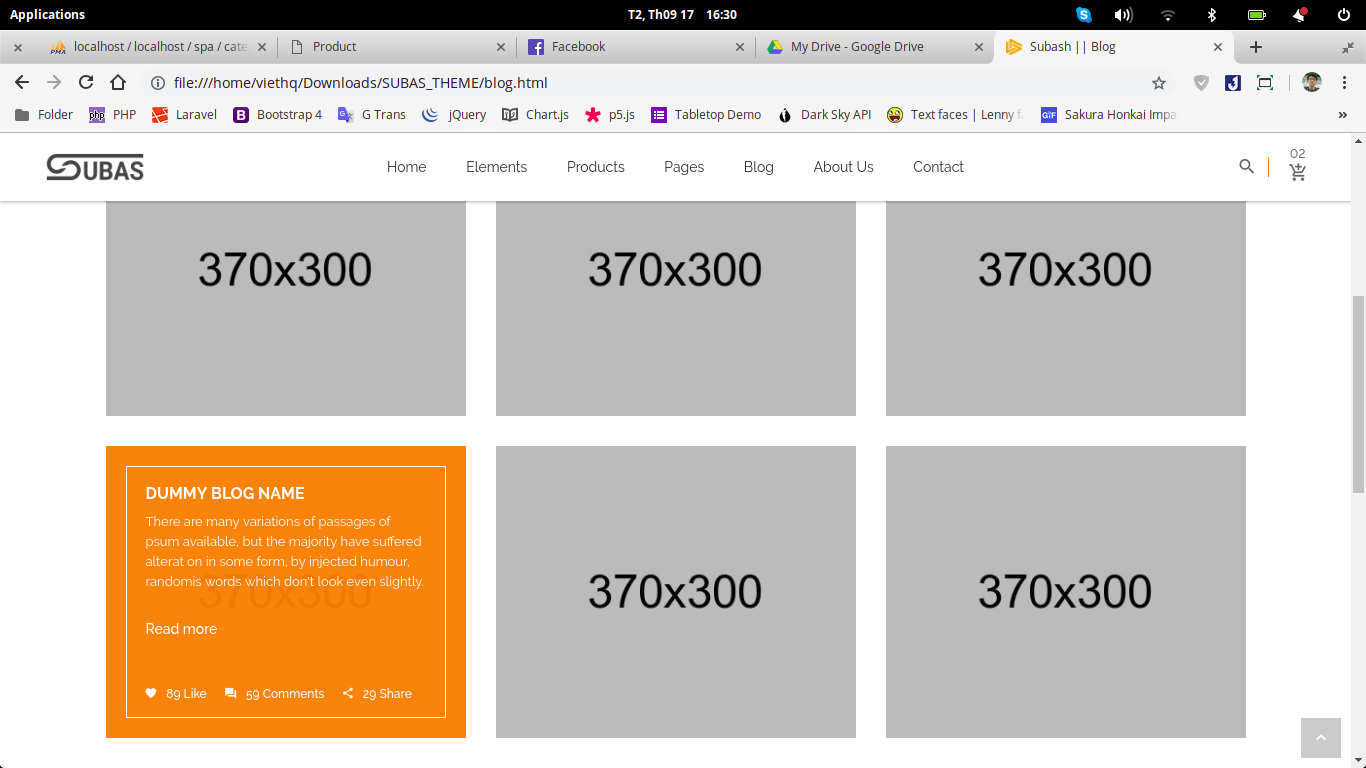 Applications
T2, Th09 17 16:30
localhost / localhost / spa / cate
Product
Facebook
My Drive - Google Drive
Subash || Blog
file:///home/viethq/Downloads/SUBAS_THEME/blog.html
Folder
PHP
Laravel
Bootstrap 4
G Trans
jQuery
Chart.js
p5.js
Tabletop Demo
Dark Sky API
Text faces | Lenny fa
Sakura Honkai Impa
SUBAS
Home
Elements
Products
Pages
Blog
About Us
Contact
02
370x300
370x300
370x300
DUMMY BLOG NAME
There are many variations of passages of
psum available, but the majority have suffered
alterat on in some form, by injected humour,
randomis words which don't look even slightly.
370x300
Read more
89 Like
59 Comments
29 Share
370x300
370x300